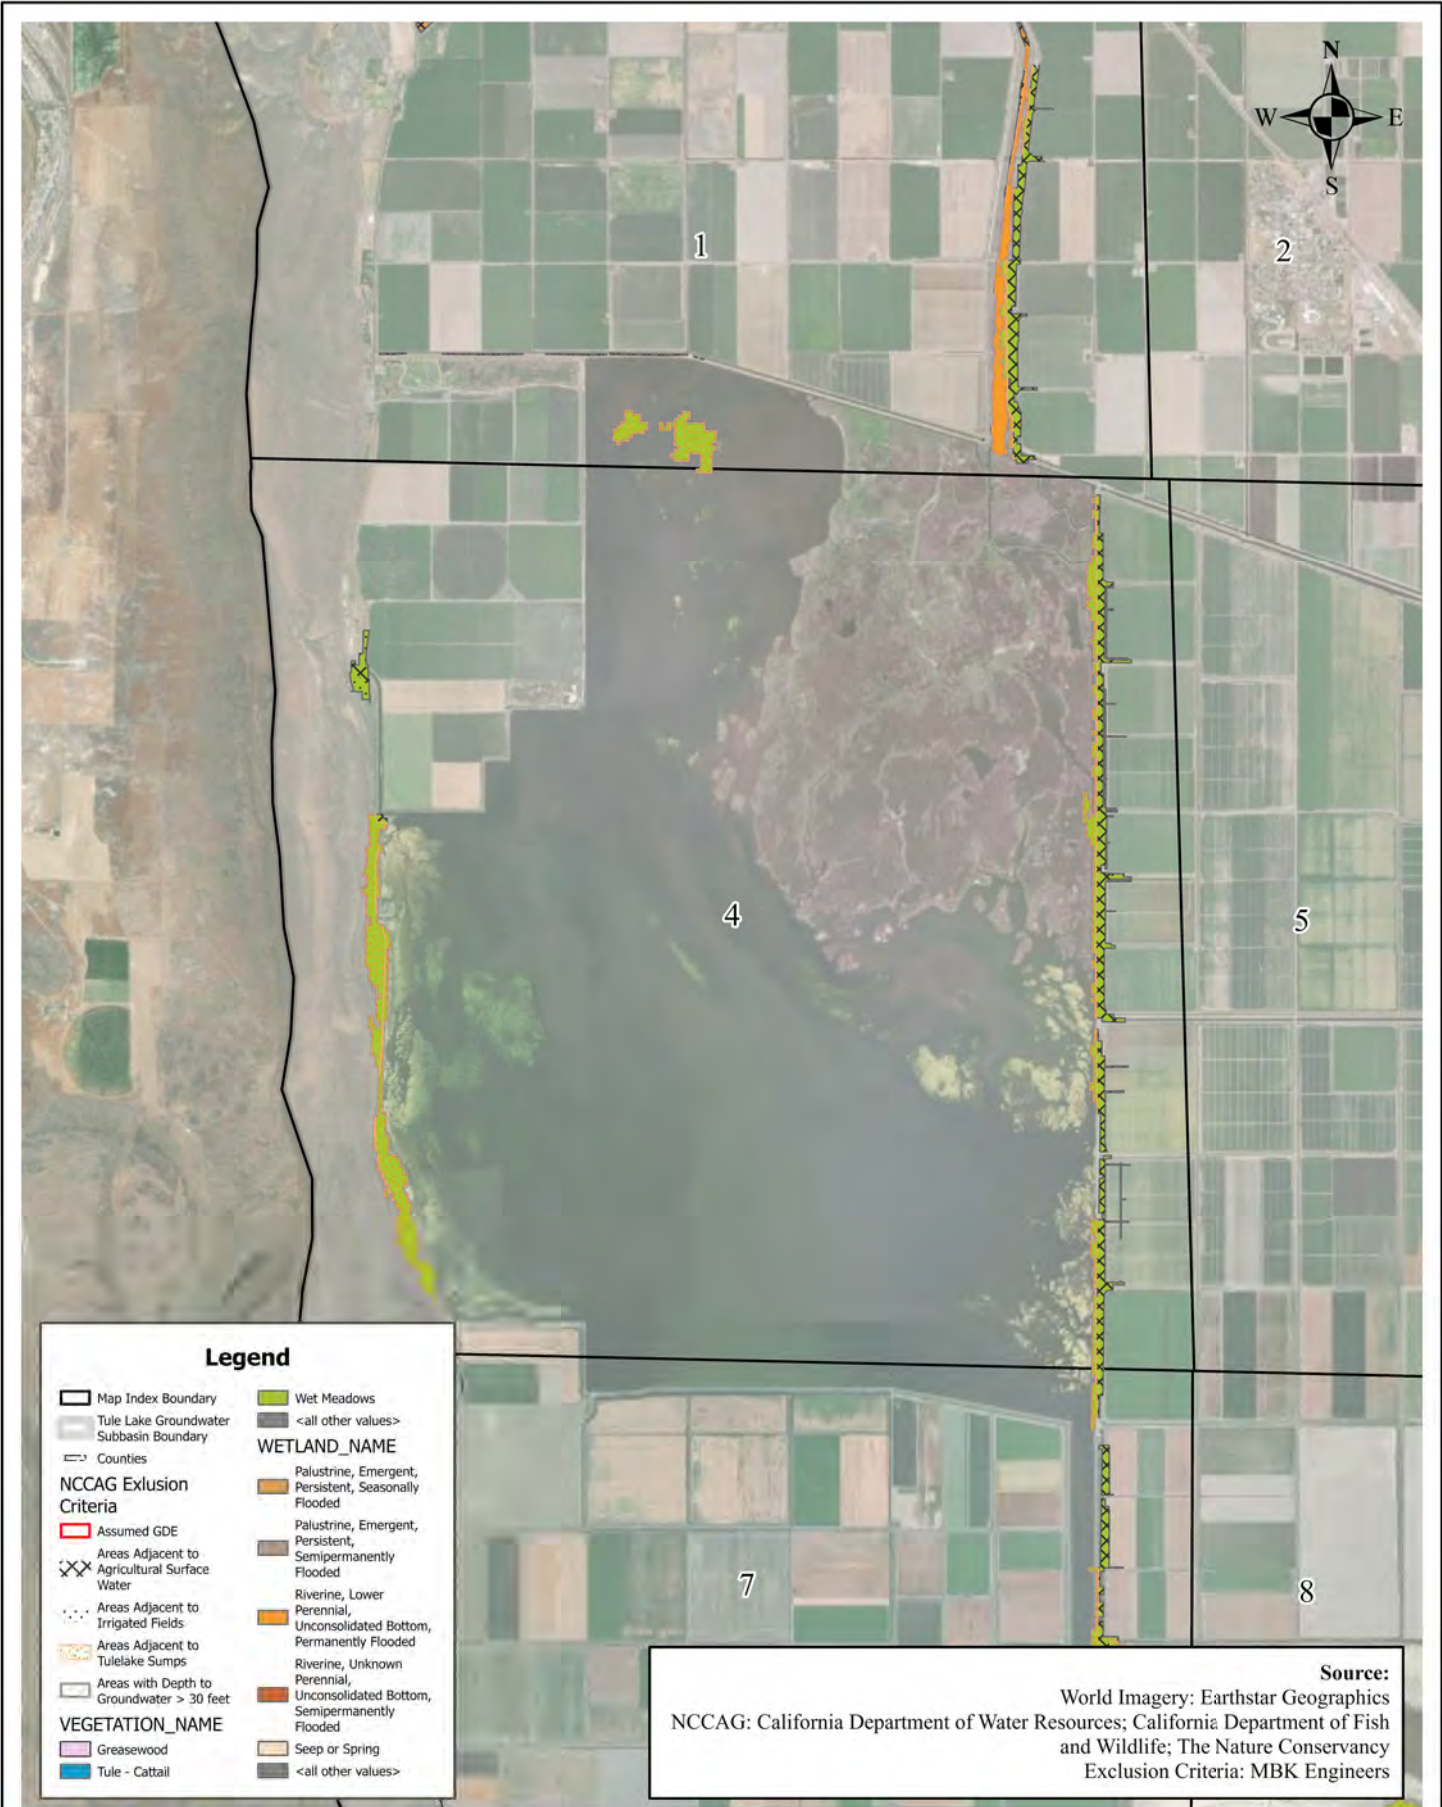 N
W
E
S
1
2
4
5
7
8
Legend
Map Index Boundary
Tule Lake Groundwater
Subbasin Boundary
Counties
NCCAG Exlusion
Criteria
Assumed GDE
Areas Adjacent to
Agricultural Surface
Water
Areas Adjacent to
Irrigated Fields
Areas Adjacent to
Tulelake Sumps
Areas with Depth to
Groundwater > 30 feet
VEGETATION_NAME
Greasewood
Tule - Cattail
Wet Meadows
<all other values>
WETLAND_NAME
Palustrine, Emergent,
Persistent, Seasonally
Flooded
Palustrine, Emergent,
Persistent,
Semipermanently
Flooded
Riverine, Lower
Perennial,
Unconsolidated Bottom,
Permanently Flooded
Riverine, Unknown
Perennial,
Unconsolidated Bottom,
Semipermanently
Flooded
Seep or Spring
<all other values>
Source:
World Imagery: Earthstar Geographics
NCCAG: California Department of Water Resources; California Department of Fish
and Wildlife; The Nature Conservancy
Exclusion Criteria: MBK Engineers